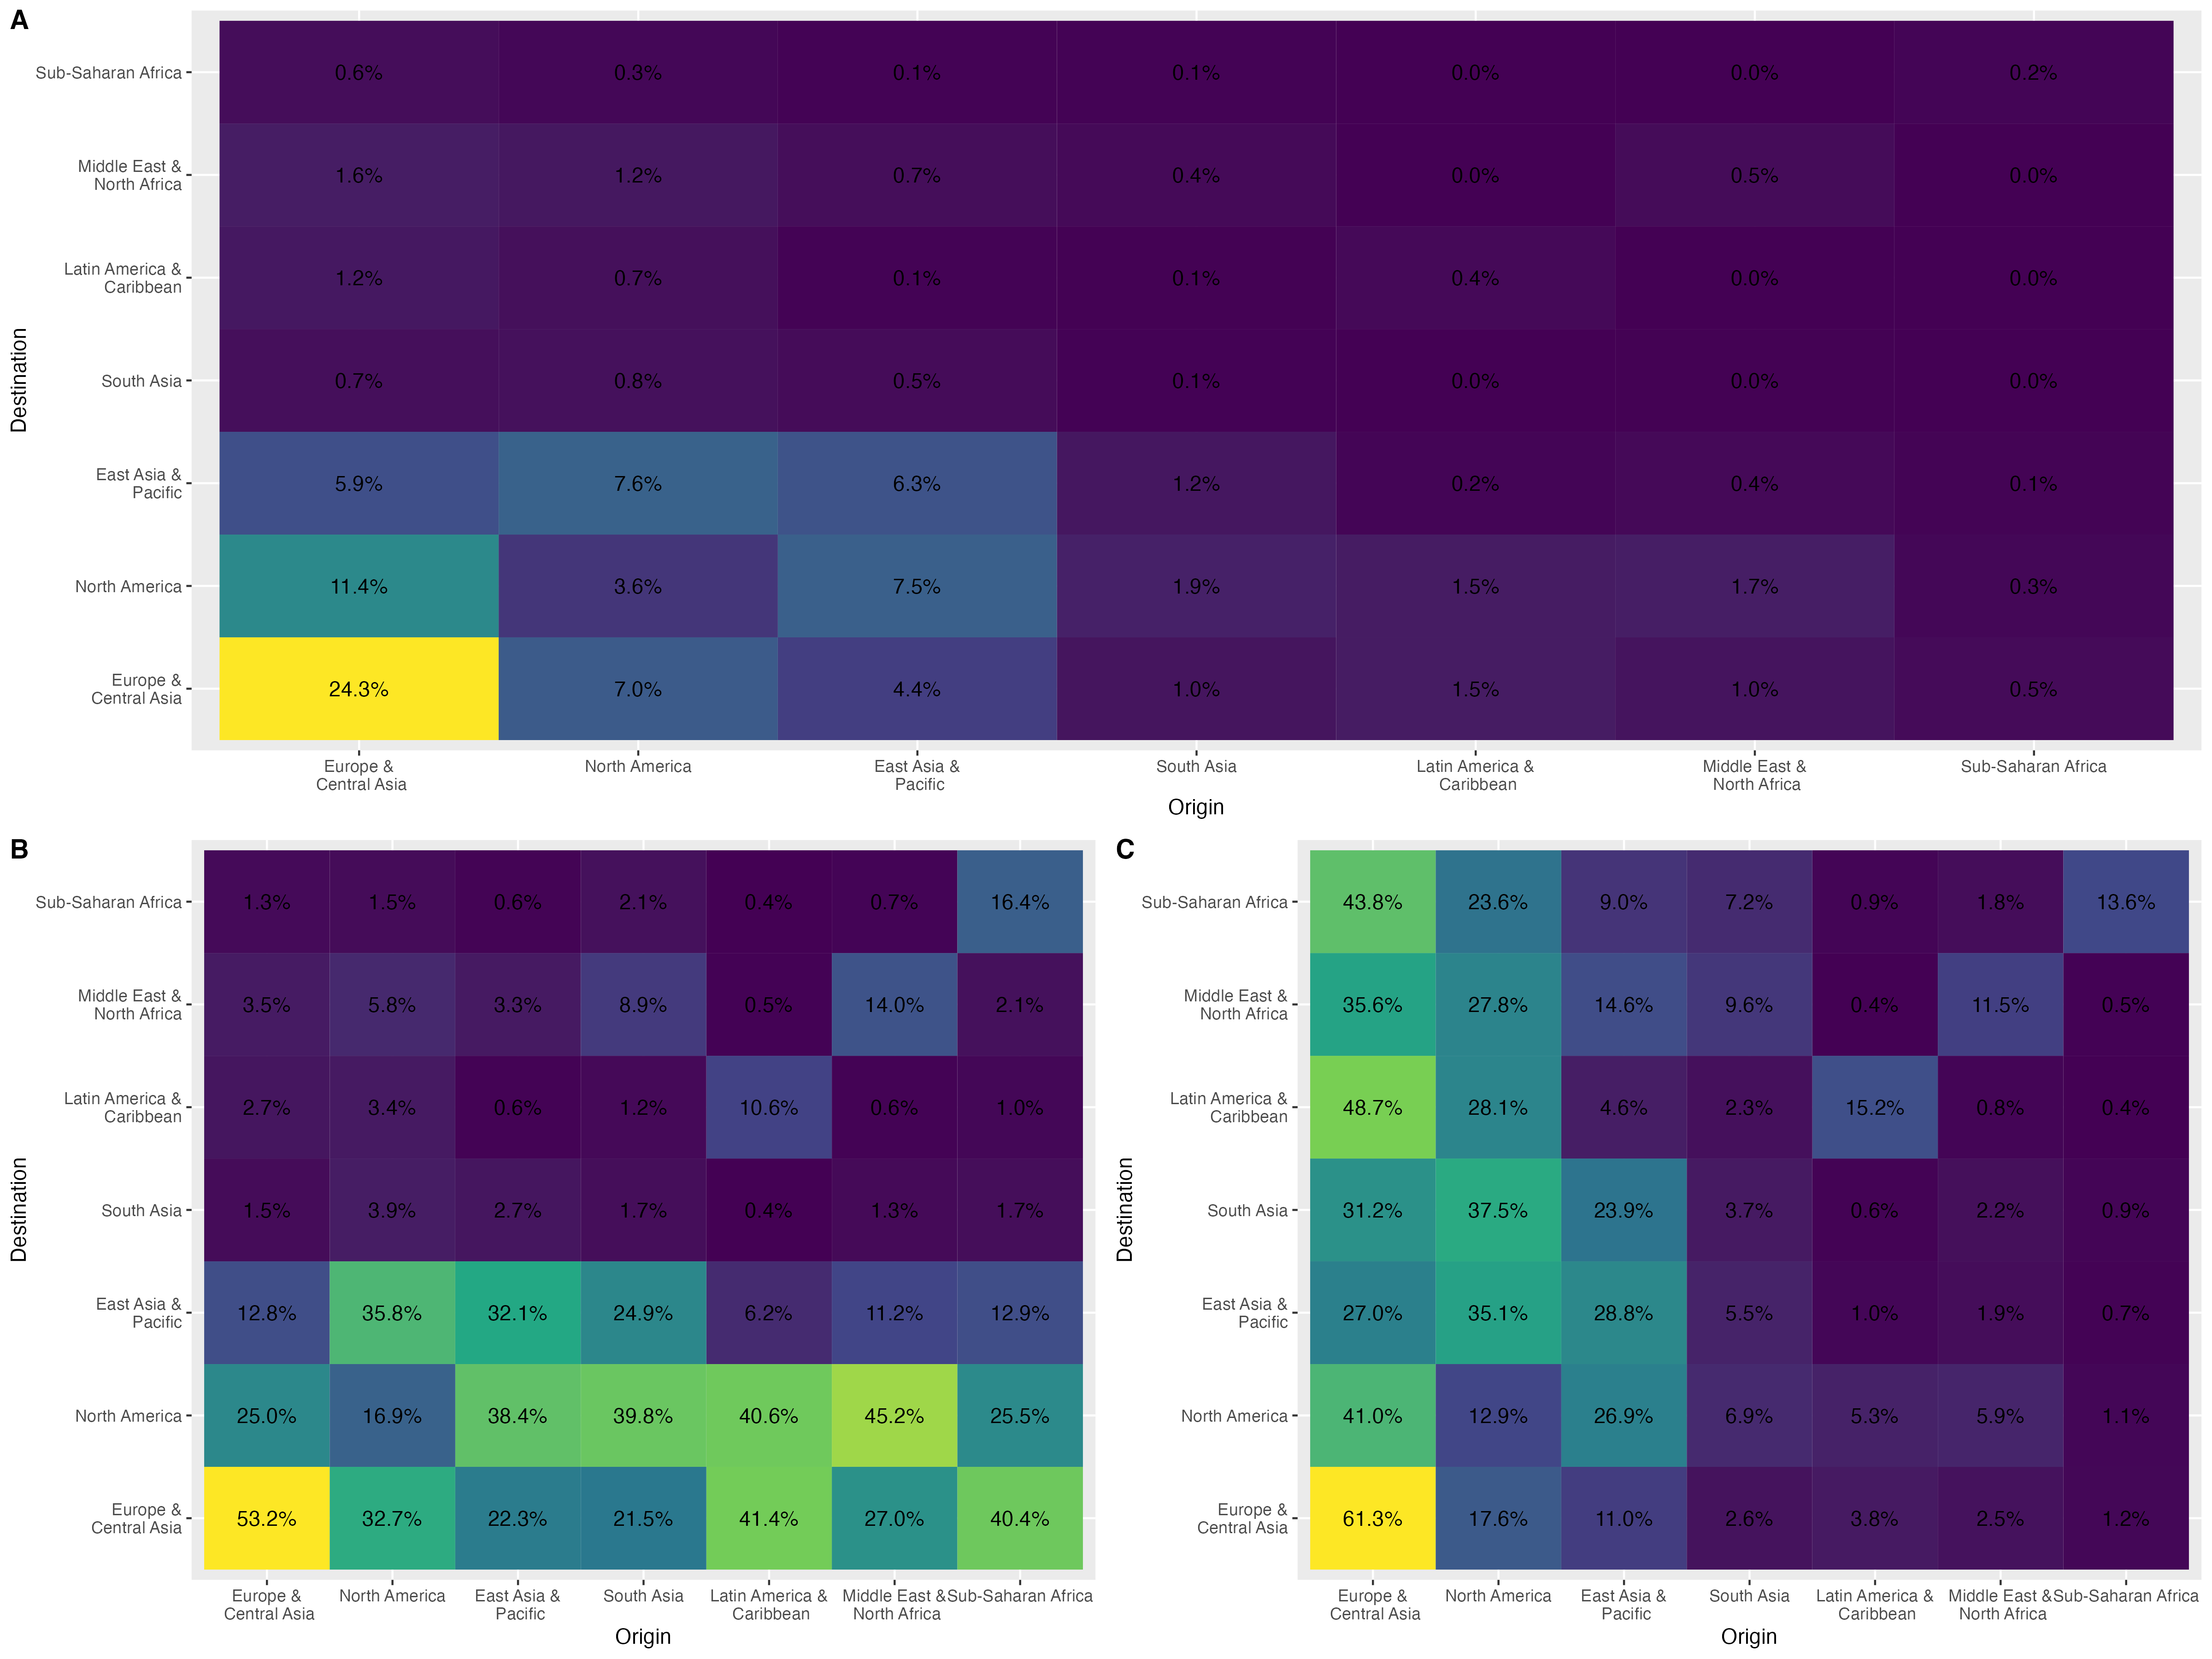 A
Sub-Saharan Africa
0.6% 0.3% 0.1% 0.1% 0.0% 0.0% 0.2%
Middle East &
North Africa
1.6% 1.2% 0.7% 0.4% 0.0% 0.5% 0.0%
Latin America &
Caribbean
1.2% 0.7% 0.1% 0.1% 0.4% 0.0% 0.0%
South Asia
0.7% 0.8% 0.5% 0.1% 0.0% 0.0% 0.0%
East Asia &
Pacific
5.9% 7.6% 6.3% 1.2% 0.2% 0.4% 0.1%
North America
11.4% 3.6% 7.5% 1.9% 1.5% 1.7% 0.3%
Europe &
Central Asia
24.3% 7.0% 4.4% 1.0% 1.5% 1.0% 0.5%
Destination
Europe & North America East Asia & South Asia Latin America & Middle East & Sub-Saharan Africa
Central Asia Pacific Caribbean North Africa
Origin
B
Sub-Saharan Africa
1.3% 1.5% 0.6% 2.1% 0.4% 0.7% 16.4%
Middle East &
North Africa
3.5% 5.8% 3.3% 8.9% 0.5% 14.0% 2.1%
Latin America &
Caribbean
2.7% 3.4% 0.6% 1.2% 10.6% 0.6% 1.0%
South Asia
1.5% 3.9% 2.7% 1.7% 0.4% 1.3% 1.7%
East Asia &
Pacific
12.8% 35.8% 32.1% 24.9% 6.2% 11.2% 12.9%
North America
25.0% 16.9% 38.4% 39.8% 40.6% 45.2% 25.5%
Europe &
Central Asia
53.2% 32.7% 22.3% 21.5% 41.4% 27.0% 40.4%
Destination
Europe & North America East Asia & South Asia Latin America & Middle East & Sub-Saharan Africa
Central Asia Pacific Caribbean North Africa
Origin
C
Sub-Saharan Africa
43.8% 23.6% 9.0% 7.2% 0.9% 1.8% 13.6%
Middle East &
North Africa
35.6% 27.8% 14.6% 9.6% 0.4% 11.5% 0.5%
Latin America &
Caribbean
48.7% 28.1% 4.6% 2.3% 15.2% 0.8% 0.4%
South Asia
31.2% 37.5% 23.9% 3.7% 0.6% 2.2% 0.9%
East Asia &
Pacific
27.0% 35.1% 28.8% 5.5% 1.0% 1.9% 0.7%
North America
41.0% 12.9% 26.9% 6.9% 5.3% 5.9% 1.1%
Europe &
Central Asia
61.3% 17.6% 11.0% 2.6% 3.8% 2.5% 1.2%
Destination
Europe & North America East Asia & South Asia Latin America & Middle East & Sub-Saharan Africa
Central Asia Pacific Caribbean North Africa
Origin